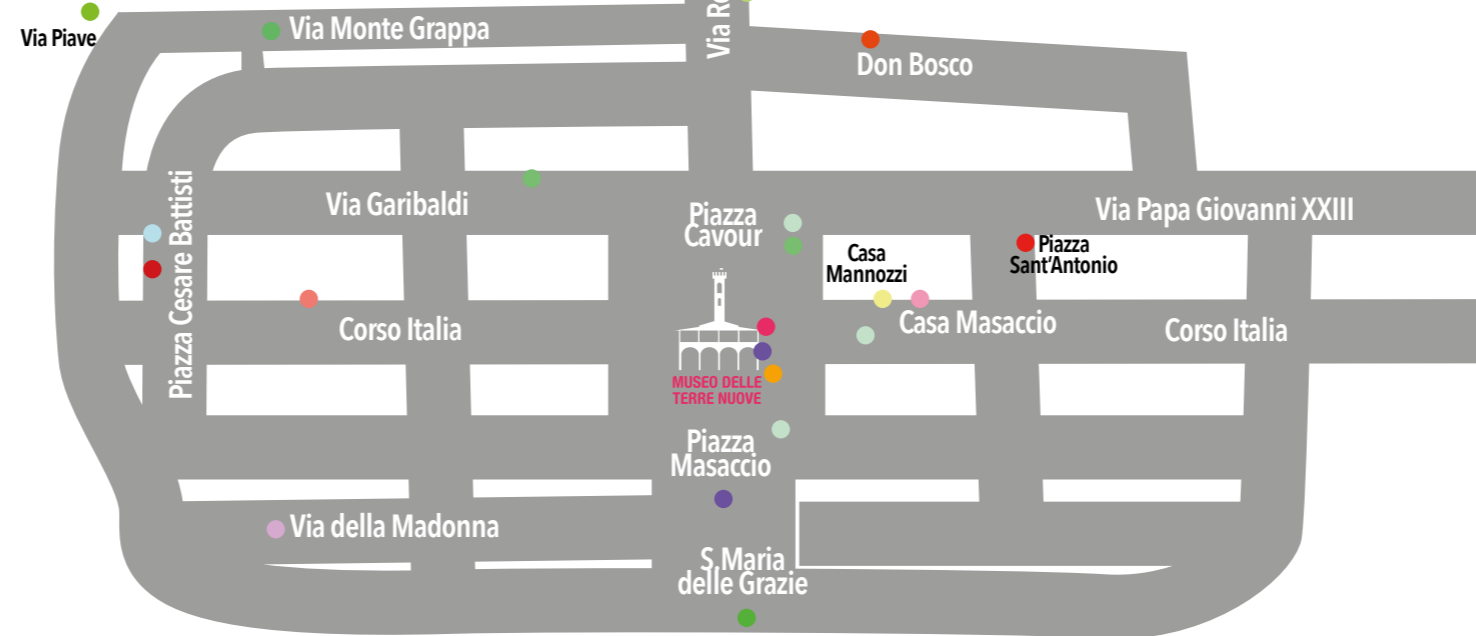 Via Monte Grappa
Via Piave
Via
Don Bosco
Piazza Cesare Battisti
Via Garibaldi
Piazza
Cavour
Via Papa Giovanni XXIII
Casa
Mannozzi
Piazza
Sant'Antonio
Corso Italia
Casa Masaccio
Corso Italia
MUSEO DELLE
TERRE NUOVE
Piazza
Masaccio
Via della Madonna
S.Maria
delle Grazie